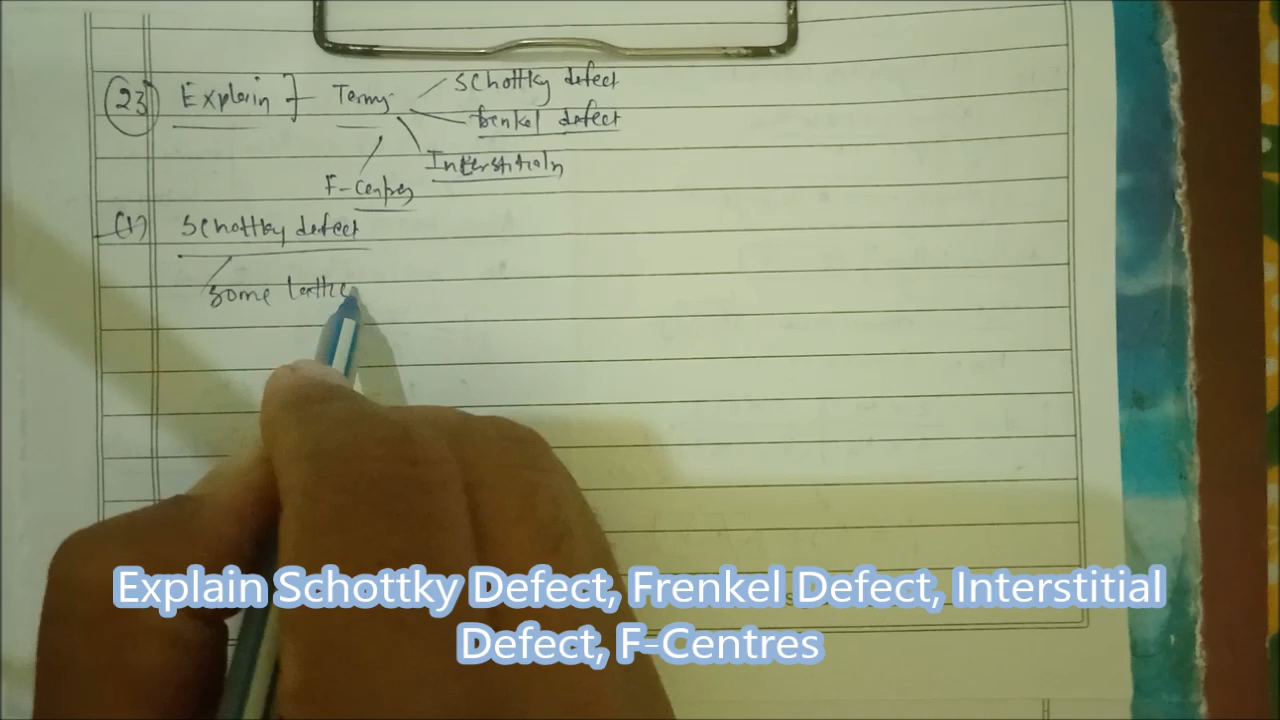 23 Explain } Terms Schottky defect
frenkel defect
Interstitials
F-Centres
(1) Schottky defect
Some lattice
Explain Schottky Defect, Frenkel Defect, Interstitial
Defect, F-Centres